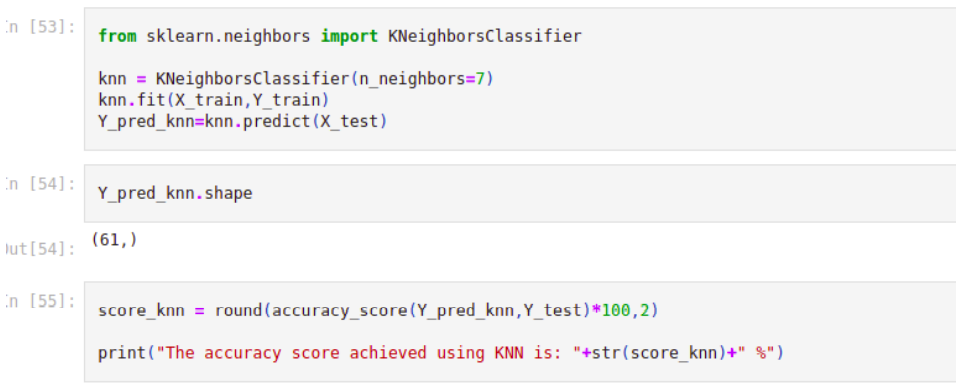 In [53]:
from sklearn.neighbors import KNeighborsClassifier
knn = KNeighborsClassifier(n_neighbors=7)
knn.fit(X_train,Y_train)
Y_pred_knn=knn.predict(X_test)
In [54]:
Y_pred_knn.shape
Out[54]:
(61,)
In [55]:
score_knn = round(accuracy_score(Y_pred_knn,Y_test)*100,2)
print("The accuracy score achieved using KNN is: "+str(score_knn)+" %")